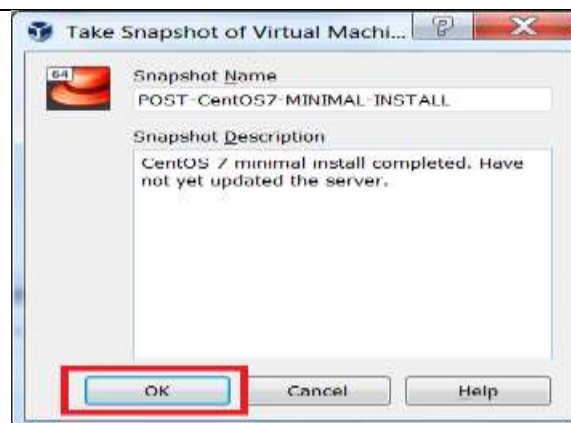 Take Snapshot of Virtual Machi...
64
Snapshot Name
POST-CentOS7-MINIMAL-INSTALL
Snapshot Description
CentOS 7 minimal install completed. Have
not yet updated the server.
OK Cancel Help